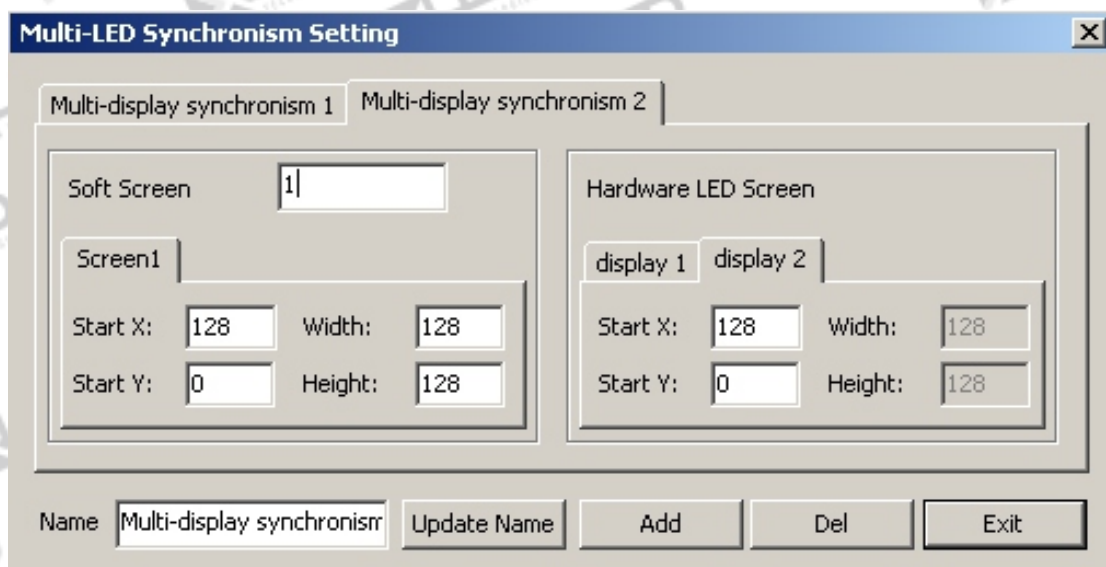 Multi-LED Synchronism Setting
Multi-display synchronism 1 Multi-display synchronism 2
Soft Screen 1
Hardware LED Screen
Screen1
display 1 display 2
Start X: 128 Width: 128
Start Y: 0 Height: 128
Start X: 128 Width: 128
Start Y: 0 Height: 128
Name Multi-display synchronism Update Name Add Del Exit